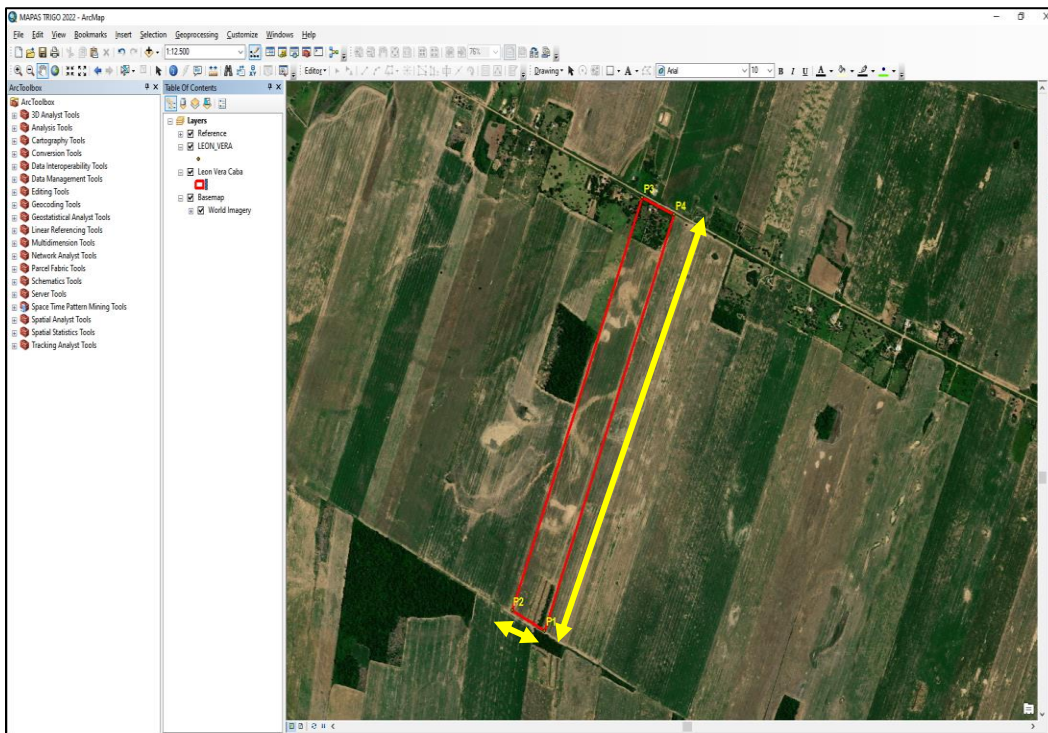 MAPAS TRIGO 2022 - ArcMap
File Edit View Bookmarks Insert Selection Geoprocessing Customize Windows Help
1:12.500
76%
Editor
Drawing
Arial
10
B I U A
ArcToolbox
ArcToolbox
3D Analyst Tools
Analysis Tools
Cartography Tools
Conversion Tools
Data Interoperability Tools
Data Management Tools
Editing Tools
Geocoding Tools
Geostatistical Analyst Tools
Linear Referencing Tools
Multidimension Tools
Network Analyst Tools
Parcel Fabric Tools
Schematics Tools
Server Tools
Space Time Pattern Mining Tools
Spatial Analyst Tools
Spatial Statistics Tools
Tracking Analyst Tools
Table Of Contents
Layers
Reference
LEON_VERA
Leon Vera Caba
Basemap
World Imagery
P3
P4
P2
P1